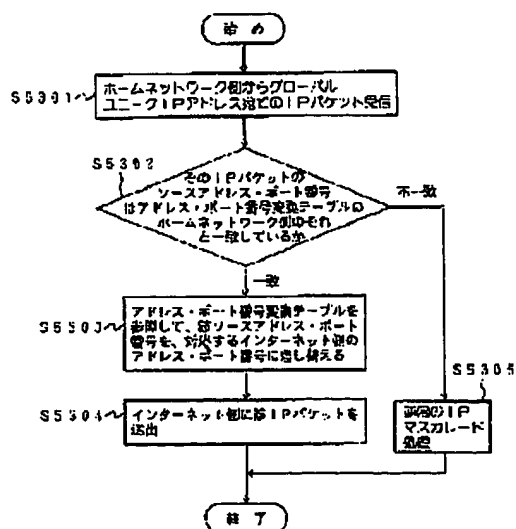 始め
S5301
ホームネットワーク側からグローバル
ユニークIPアドレス宛てのIPパケット受信
S5302
そのIPパケットの
ソースアドレス・ポート番号
はアドレス・ポート番号変換テーブルの
ホームネットワーク側のそれ
と一致しているか
不一致
一致
S5303
アドレス・ポート番号変換テーブルを
参照して、該ソースアドレス・ポート
番号を、対応するインターネット側の
アドレス・ポート番号に差し替える
S5304
インターネット側に該IPパケットを
送出
S5305
通常のIP
マスカレード
処理
終了